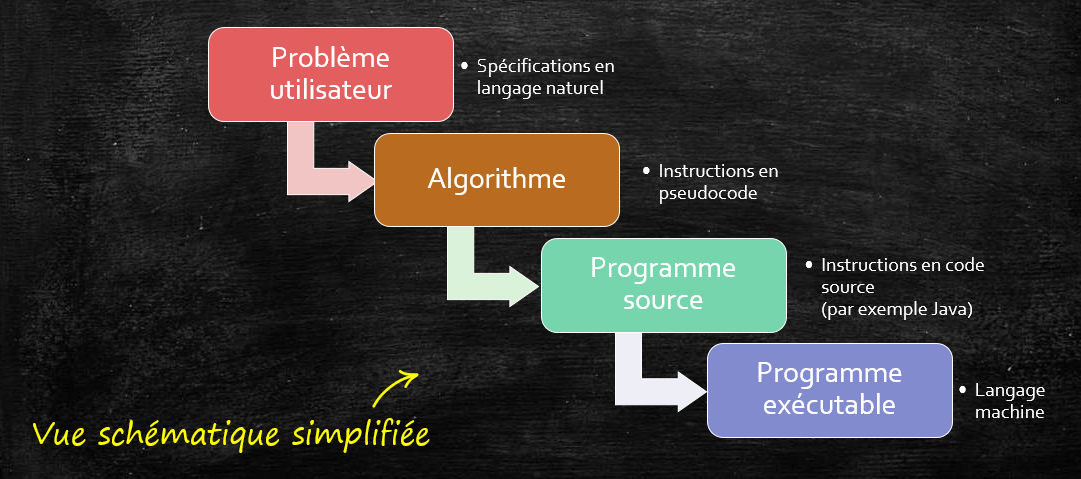 Problème
utilisateur
• Spécifications en
langage naturel
Algorithme
• Instructions en
pseudocode
Programme
source
• Instructions en code
source
(par exemple Java)
Programme
exécutable
• Langage
machine
Vue schématique simplifiée